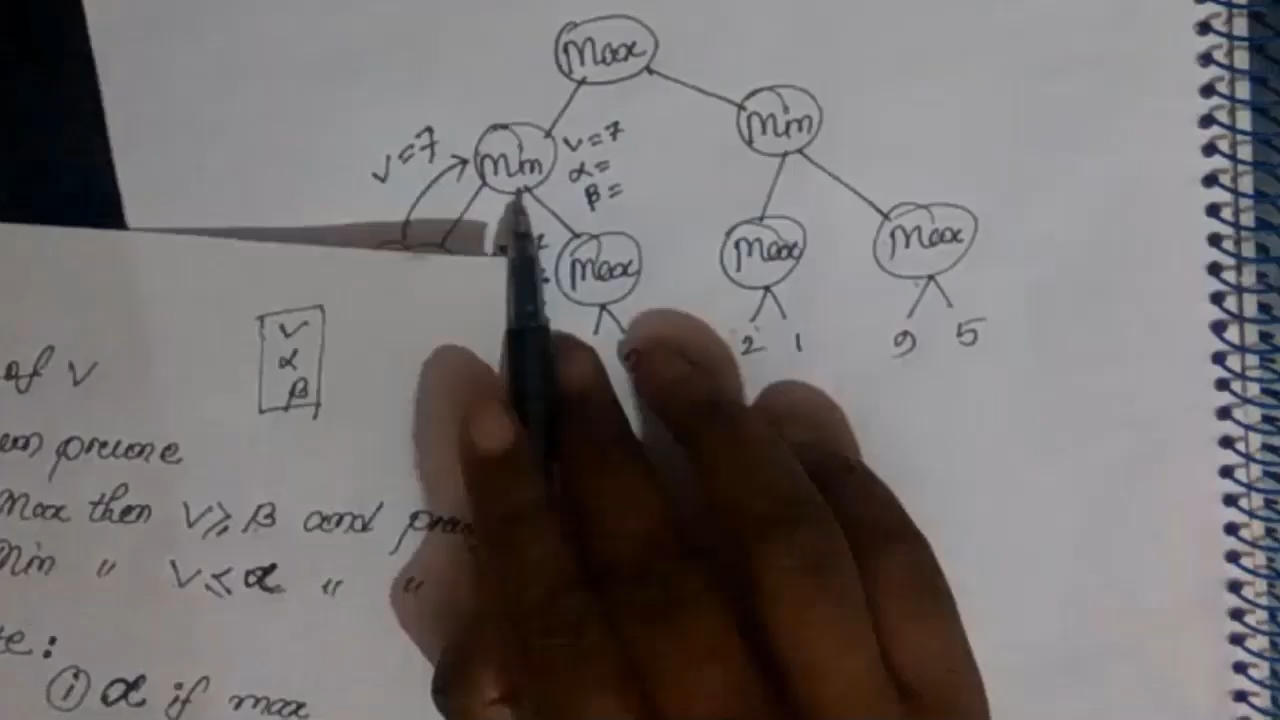 Max
Min
V=7
Min
V=7
α=
β=
Max
Max
Max
2 1
9 5
V
α
β
of V
prune
Max then V≥β and
Min " V≤α " "
:
(i) α if max